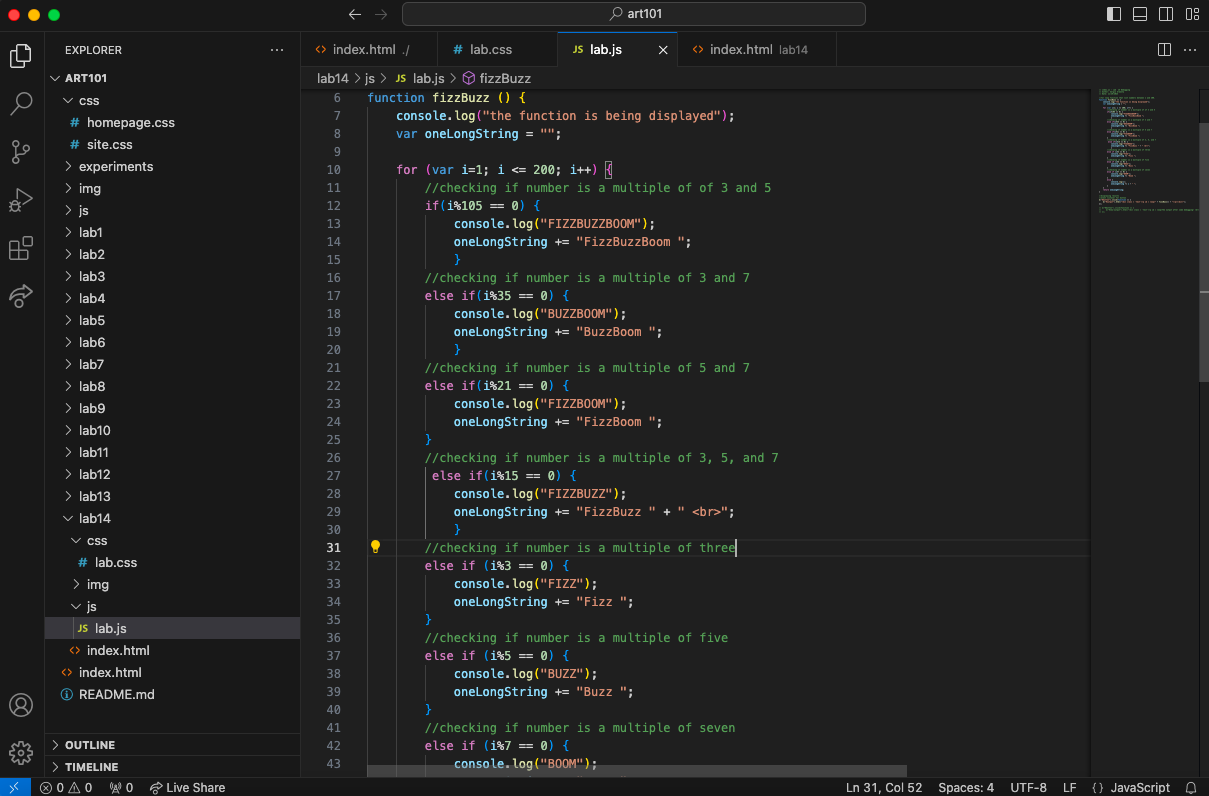 art101
EXPLORER
index.html ./
lab.css
JS lab.js
index.html lab14
ART101
css
homepage.css
site.css
experiments
img
js
lab1
lab2
lab3
lab4
lab5
lab6
lab7
lab8
lab9
lab10
lab11
lab12
lab13
lab14
css
lab.css
img
js
JS lab.js
index.html
index.html
README.md
OUTLINE
TIMELINE
lab14 > js > JS lab.js > fizzBuzz
6 function fizzBuzz () {
7 console.log("the function is being displayed");
8 var oneLongString = "";
9
10 for (var i=1; i <= 200; i++) {
11 //checking if number is a multiple of of 3 and 5
12 if(i%105 == 0) {
13 console.log("FIZZBUZZBOOM");
14 oneLongString += "FizzBuzzBoom ";
15 }
16 //checking if number is a multiple of 3 and 7
17 else if(i%35 == 0) {
18 console.log("BUZZBOOM");
19 oneLongString += "BuzzBoom ";
20 }
21 //checking if number is a multiple of 5 and 7
22 else if(i%21 == 0) {
23 console.log("FIZZBOOM");
24 oneLongString += "FizzBoom ";
25 }
26 //checking if number is a multiple of 3, 5, and 7
27 else if(i%15 == 0) {
28 console.log("FIZZBUZZ");
29 oneLongString += "FizzBuzz " + " <br>";
30 }
31 //checking if number is a multiple of three
32 else if (i%3 == 0) {
33 console.log("FIZZ");
34 oneLongString += "Fizz ";
35 }
36 //checking if number is a multiple of five
37 else if (i%5 == 0) {
38 console.log("BUZZ");
39 oneLongString += "Buzz ";
40 }
41 //checking if number is a multiple of seven
42 else if (i%7 == 0) {
43 console.log("BOOM");
0 0 0 Live Share Ln 31, Col 52 Spaces: 4 UTF-8 LF {} JavaScript